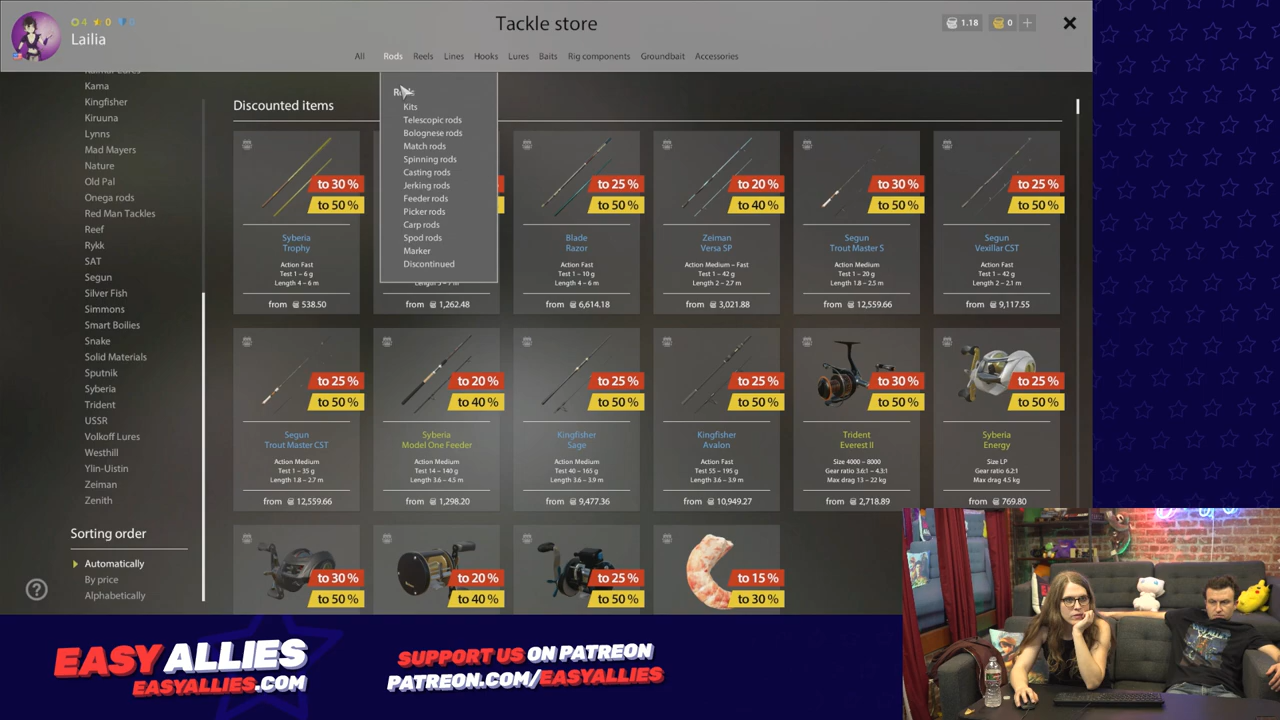 4 0 0
Lailia
Tackle store
1.18 0 +
All Rods Reels Lines Hooks Lures Baits Rig components Groundbait Accessories
Kits
Telescopic rods
Bolognese rods
Match rods
Spinning rods
Casting rods
Jerking rods
Feeder rods
Picker rods
Carp rods
Spod rods
Marker
Discontinued
Kama
Kingfisher
Kiruuna
Lynns
Mad Mayers
Nature
Old Pal
Onega rods
Red Man Tackles
Reef
Rykk
SAT
Segun
Silver Fish
Simmons
Smart Boilies
Snake
Solid Materials
Sputnik
Syberia
Trident
USSR
Volkoff Lures
Westhill
Ylin-Uistin
Zeiman
Zenith
Sorting order
Automatically
By price
Alphabetically
?
Discounted items
to 30 %
to 50 %
Syberia
Trophy
Action Fast
Test 1 – 6 g
Length 4 – 6 m
from 538.50
from 1,262.48
to 25 %
to 50 %
Blade
Razor
Action Fast
Test 1 – 10 g
Length 4 – 6 m
from 6,614.18
to 20 %
to 40 %
Zeiman
Versa SP
Action Medium – Fast
Test 1 – 42 g
Length 2 – 2.7 m
from 3,021.88
to 30 %
to 50 %
Segun
Trout Master S
Action Medium
Test 1 – 20 g
Length 1.8 – 2.5 m
from 12,559.66
to 25 %
to 50 %
Segun
Vexillar CST
Action Fast
Test 1 – 42 g
Length 2 – 2.1 m
from 9,117.55
to 25 %
to 50 %
Segun
Trout Master CST
Action Medium
Test 1 – 35 g
Length 1.8 – 2.7 m
from 12,559.66
to 20 %
to 40 %
Syberia
Model One Feeder
Action Medium
Test 14 – 140 g
Length 3.6 – 4.5 m
from 1,298.20
to 25 %
to 50 %
Kingfisher
Sage
Action Medium
Test 40 – 165 g
Length 3.6 – 3.9 m
from 9,477.36
to 25 %
to 50 %
Kingfisher
Avalon
Action Fast
Test 55 – 195 g
Length 3.6 – 3.9 m
from 10,949.27
to 30 %
to 50 %
Trident
Everest II
Size 4000 – 8000
Gear ratio 3.6:1 – 4.3:1
Max drag 13 – 22 kg
from 2,718.89
to 25 %
to 50 %
Syberia
Energy
Size LP
Gear ratio 6.2:1
Max drag 4.5 kg
from 769.80
to 30 %
to 50 %
to 20 %
to 40 %
to 25 %
to 50 %
to 15 %
to 30 %
EASY ALLIES
EASYALLIES.COM
SUPPORT US ON PATREON
PATREON.COM/EASYALLIES